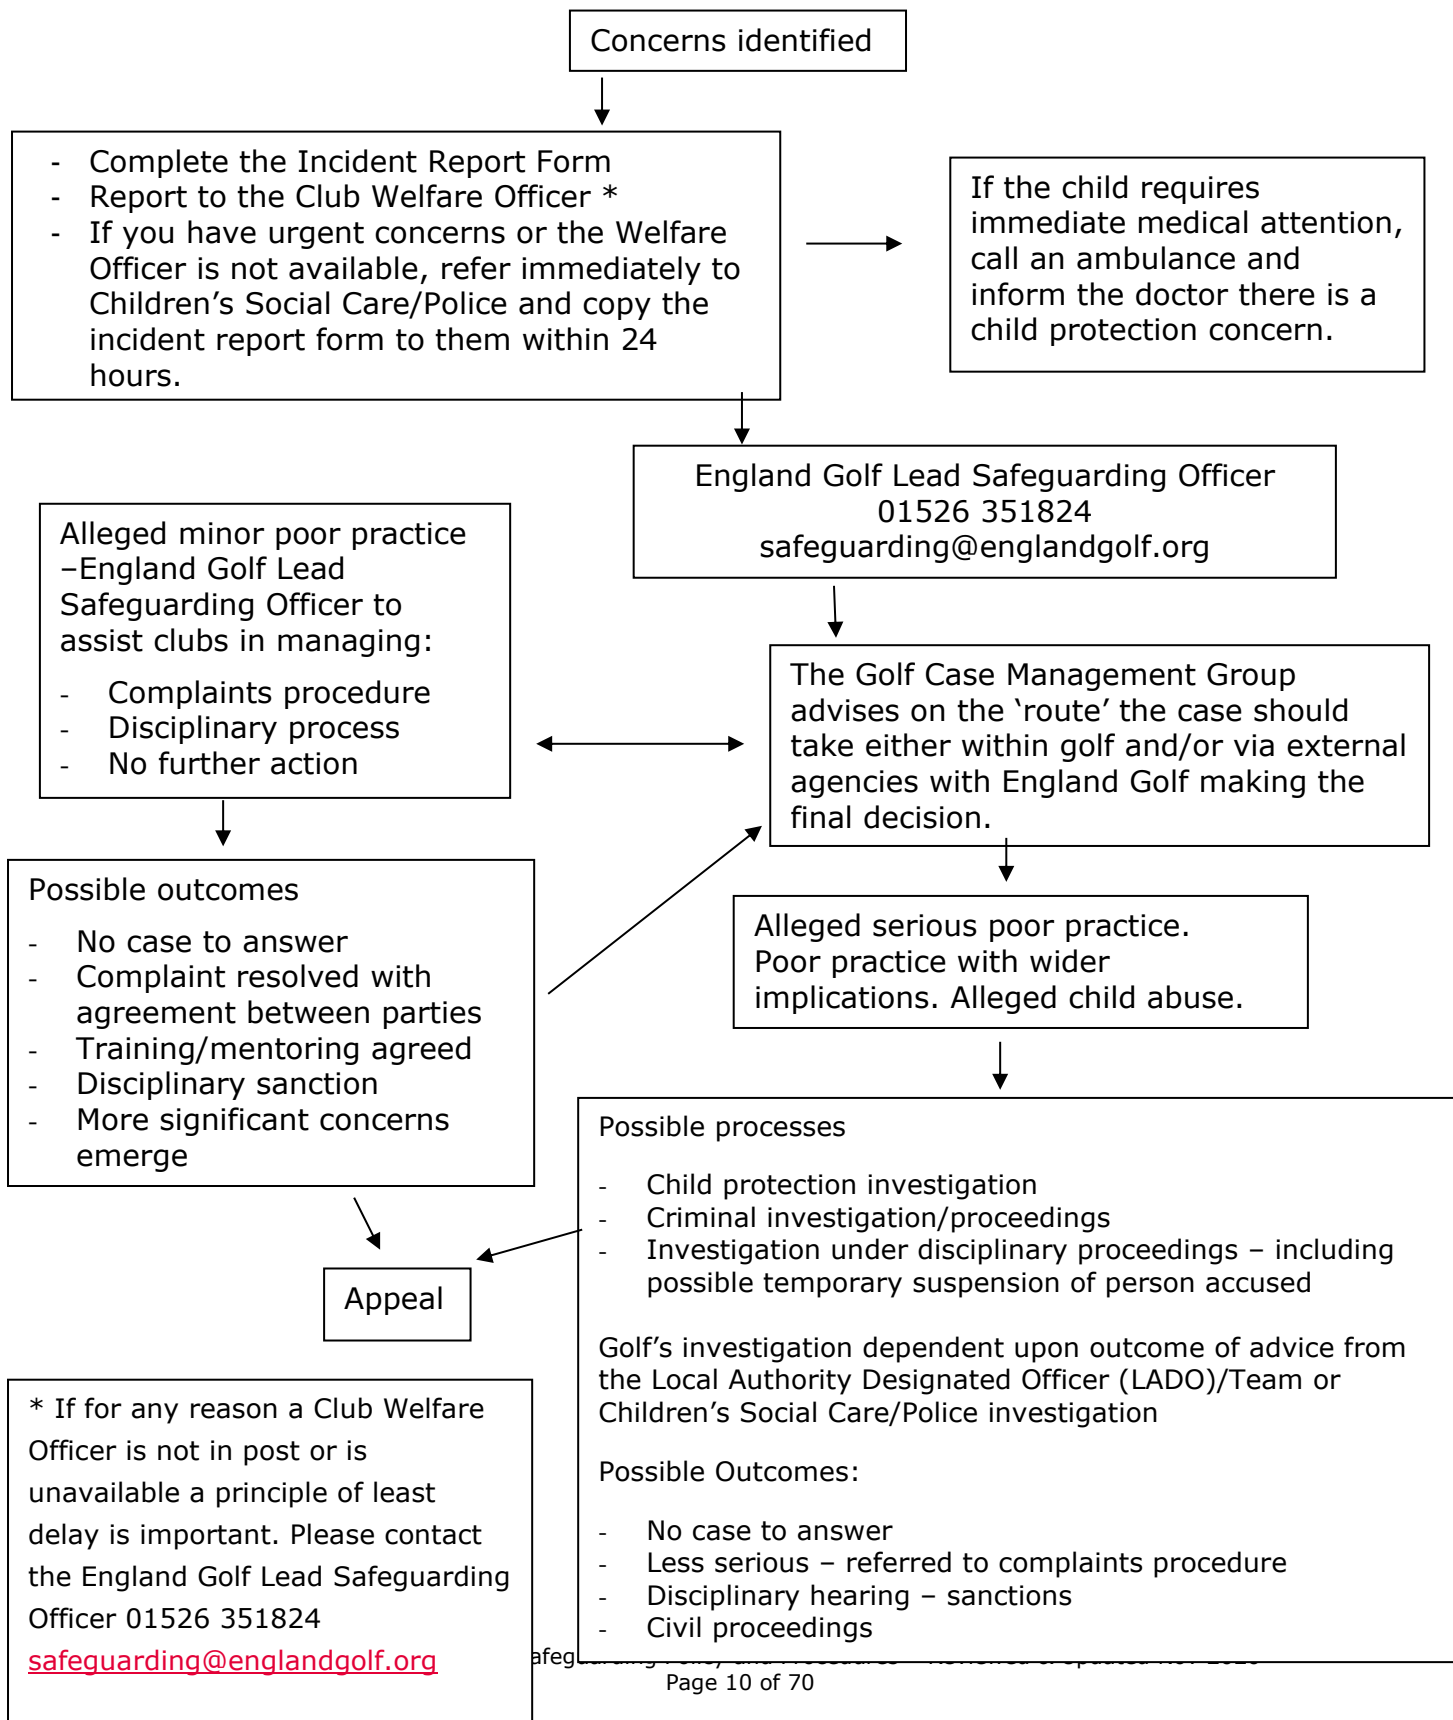 Concerns identified
- Complete the Incident Report Form
- Report to the Club Welfare Officer *
- If you have urgent concerns or the Welfare
Officer is not available, refer immediately to
Children’s Social Care/Police and copy the
incident report form to them within 24
hours.
If the child requires
immediate medical attention,
call an ambulance and
inform the doctor there is a
child protection concern.
England Golf Lead Safeguarding Officer
01526 351824
safeguarding@englandgolf.org
Alleged minor poor practice
–England Golf Lead
Safeguarding Officer to
assist clubs in managing:
- Complaints procedure
- Disciplinary process
- No further action
The Golf Case Management Group
advises on the ‘route’ the case should
take either within golf and/or via external
agencies with England Golf making the
final decision.
Possible outcomes
- No case to answer
- Complaint resolved with
agreement between parties
- Training/mentoring agreed
- Disciplinary sanction
- More significant concerns
emerge
Alleged serious poor practice.
Poor practice with wider
implications. Alleged child abuse.
Possible processes
- Child protection investigation
- Criminal investigation/proceedings
- Investigation under disciplinary proceedings – including
possible temporary suspension of person accused
Golf’s investigation dependent upon outcome of advice from
the Local Authority Designated Officer (LADO)/Team or
Children’s Social Care/Police investigation
Possible Outcomes:
- No case to answer
- Less serious – referred to complaints procedure
- Disciplinary hearing – sanctions
- Civil proceedings
Appeal
* If for any reason a Club Welfare
Officer is not in post or is
unavailable a principle of least
delay is important. Please contact
the England Golf Lead Safeguarding
Officer 01526 351824
safeguarding@englandgolf.org
Page 10 of 70